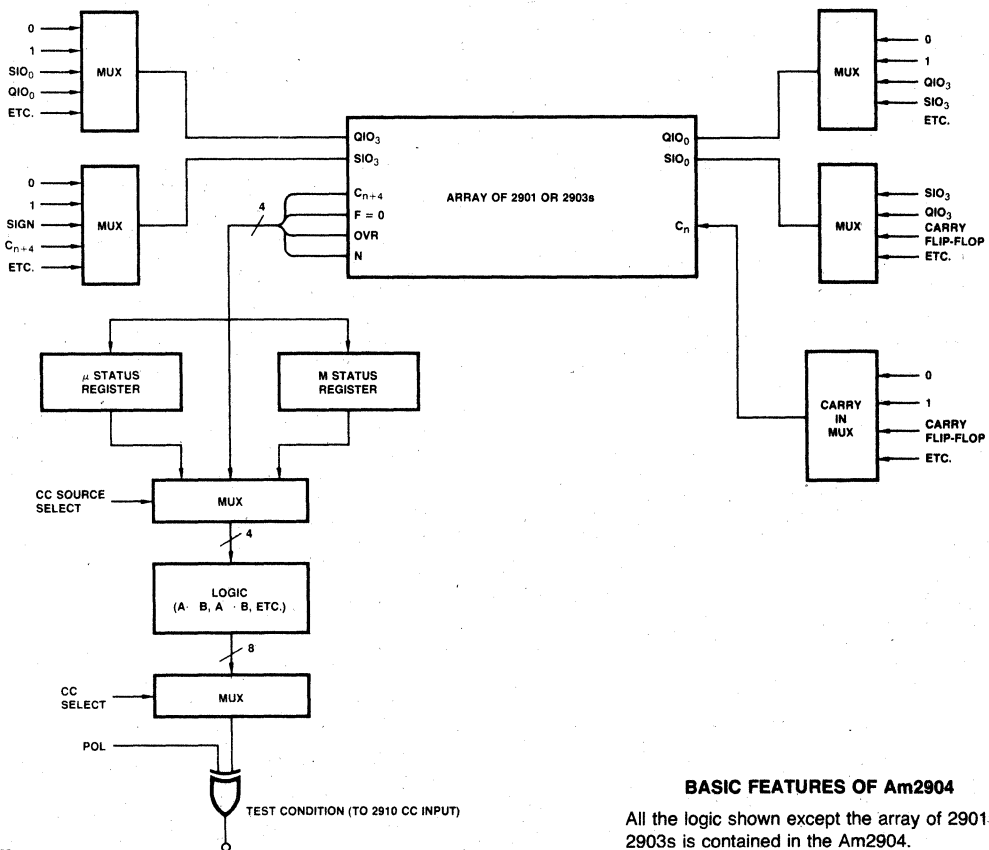 0
1
SIO0
QIO0
ETC.
MUX
0
1
SIGN
Cn+4
ETC.
MUX
QIO3
SIO3
Cn+4
F = 0
OVR
N
4
ARRAY OF 2901 OR 2903s
QIO0
SIO0
Cn
MUX
0
1
QIO3
SIO3
ETC.
MUX
SIO3
QIO3
CARRY
FLIP-FLOP
ETC.
CARRY
IN
MUX
0
1
CARRY
FLIP-FLOP
ETC.
μ STATUS
REGISTER
M STATUS
REGISTER
CC SOURCE
SELECT
MUX
4
LOGIC
(A· B, A · B, ETC.)
8
CC
SELECT
MUX
POL
TEST CONDITION (TO 2910 CC INPUT)
BASIC FEATURES OF Am2904
All the logic shown except the array of 2901
2903s is contained in the Am2904.